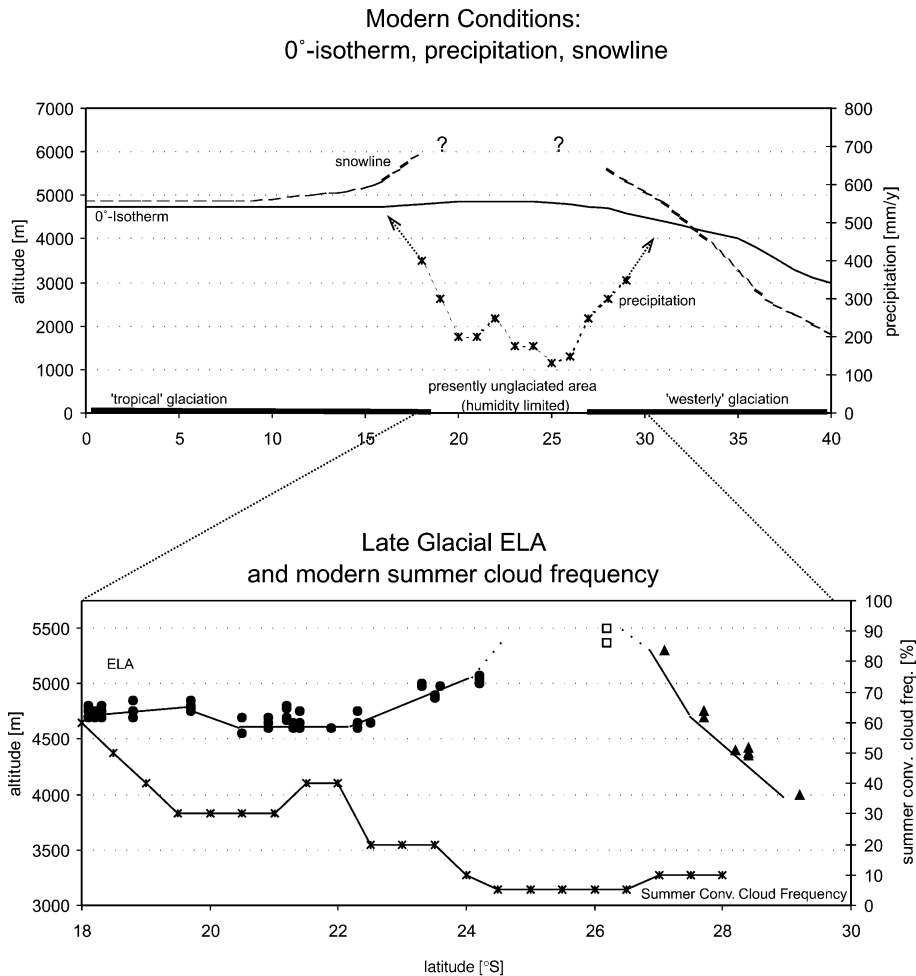 Modern Conditions:
0°-isotherm, precipitation, snowline
7000
6000
5000
4000
3000
2000
1000
0
altitude [m]
800
700
600
500
400
300
200
100
0
precipitation [mm/y]
snowline
?
?
0°-Isotherm
precipitation
presently unglaciated area
(humidity limited)
'tropical' glaciation
'westerly' glaciation
0 5 10 15 20 25 30 35 40
Late Glacial ELA
and modern summer cloud frequency
5500
5000
4500
4000
3500
3000
altitude [m]
100
90
80
70
60
50
40
30
20
10
0
summer conv. cloud freq. [%]
ELA
Summer Conv. Cloud Frequency
18 20 22 24 26 28 30
latitude [°S]